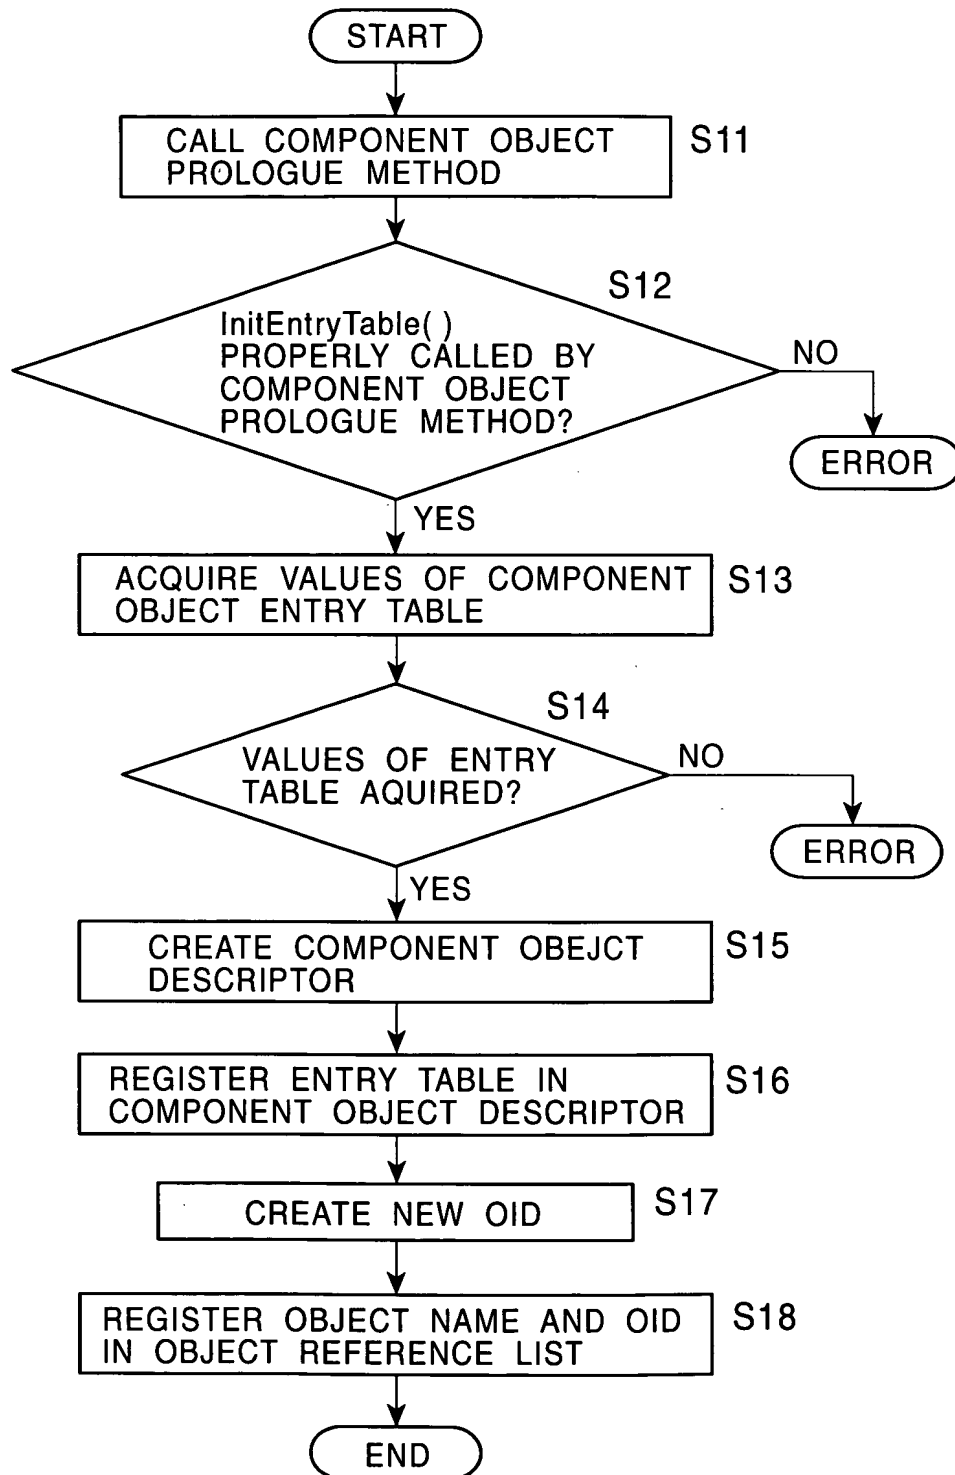 START
CALL COMPONENT OBJECT
PROLOGUE METHOD
S11
S12
InitEntryTable( )
PROPERLY CALLED BY
COMPONENT OBJECT
PROLOGUE METHOD?
NO
ERROR
YES
ACQUIRE VALUES OF COMPONENT
OBJECT ENTRY TABLE
S13
S14
VALUES OF ENTRY
TABLE AQUIRED?
NO
ERROR
YES
CREATE COMPONENT OBEJCT
DESCRIPTOR
S15
REGISTER ENTRY TABLE IN
COMPONENT OBJECT DESCRIPTOR
S16
CREATE NEW OID
S17
REGISTER OBJECT NAME AND OID
IN OBJECT REFERENCE LIST
S18
END